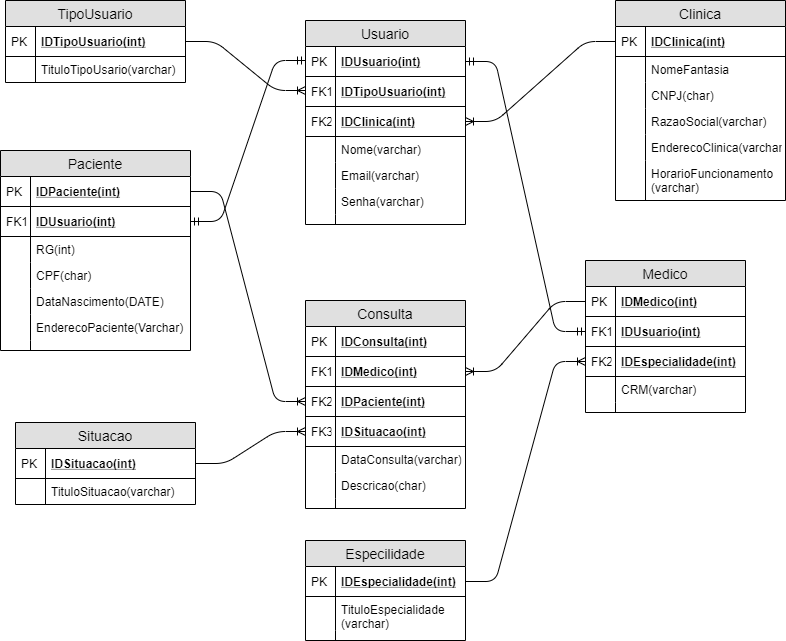 TipoUsuario
PK IDTipoUsuario(int)
TituloTipoUsuario(varchar)
Usuario
PK IDUsuario(int)
FK1 IDTipoUsuario(int)
FK2 IDClinica(int)
Nome(varchar)
Email(varchar)
Senha(varchar)
Clinica
PK IDClinica(int)
NomeFantasia
CNPJ(char)
RazaoSocial(varchar)
EnderecoClinica(varchar
HorarioFuncionamento
(varchar)
Paciente
PK IDPaciente(int)
FK1 IDUsuario(int)
RG(int)
CPF(char)
DataNascimento(DATE)
EnderecoPaciente(Varchar)
Medico
PK IDMedico(int)
FK1 IDUsuario(int)
FK2 IDEspecialidade(int)
CRM(varchar)
Consulta
PK IDConsulta(int)
FK1 IDMedico(int)
FK2 IDPaciente(int)
FK3 IDSituacao(int)
DataConsulta(varchar)
Descricao(char)
Situacao
PK IDSituacao(int)
TituloSituacao(varchar)
Especilidade
PK IDEspecialidade(int)
TituloEspecialidade
(varchar)